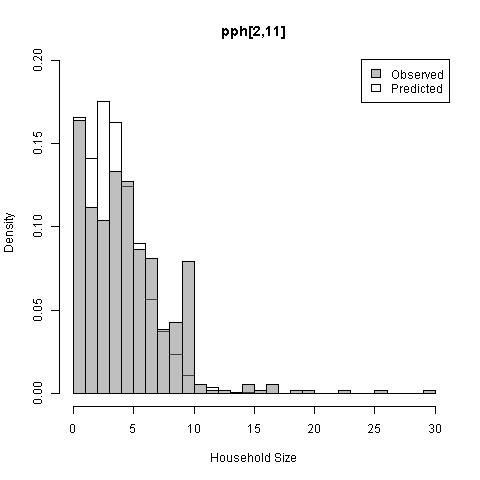 pph[2,11]
Observed
Predicted
Density
0.20
0.15
0.10
0.05
0.00
0 5 10 15 20 25 30
Household Size